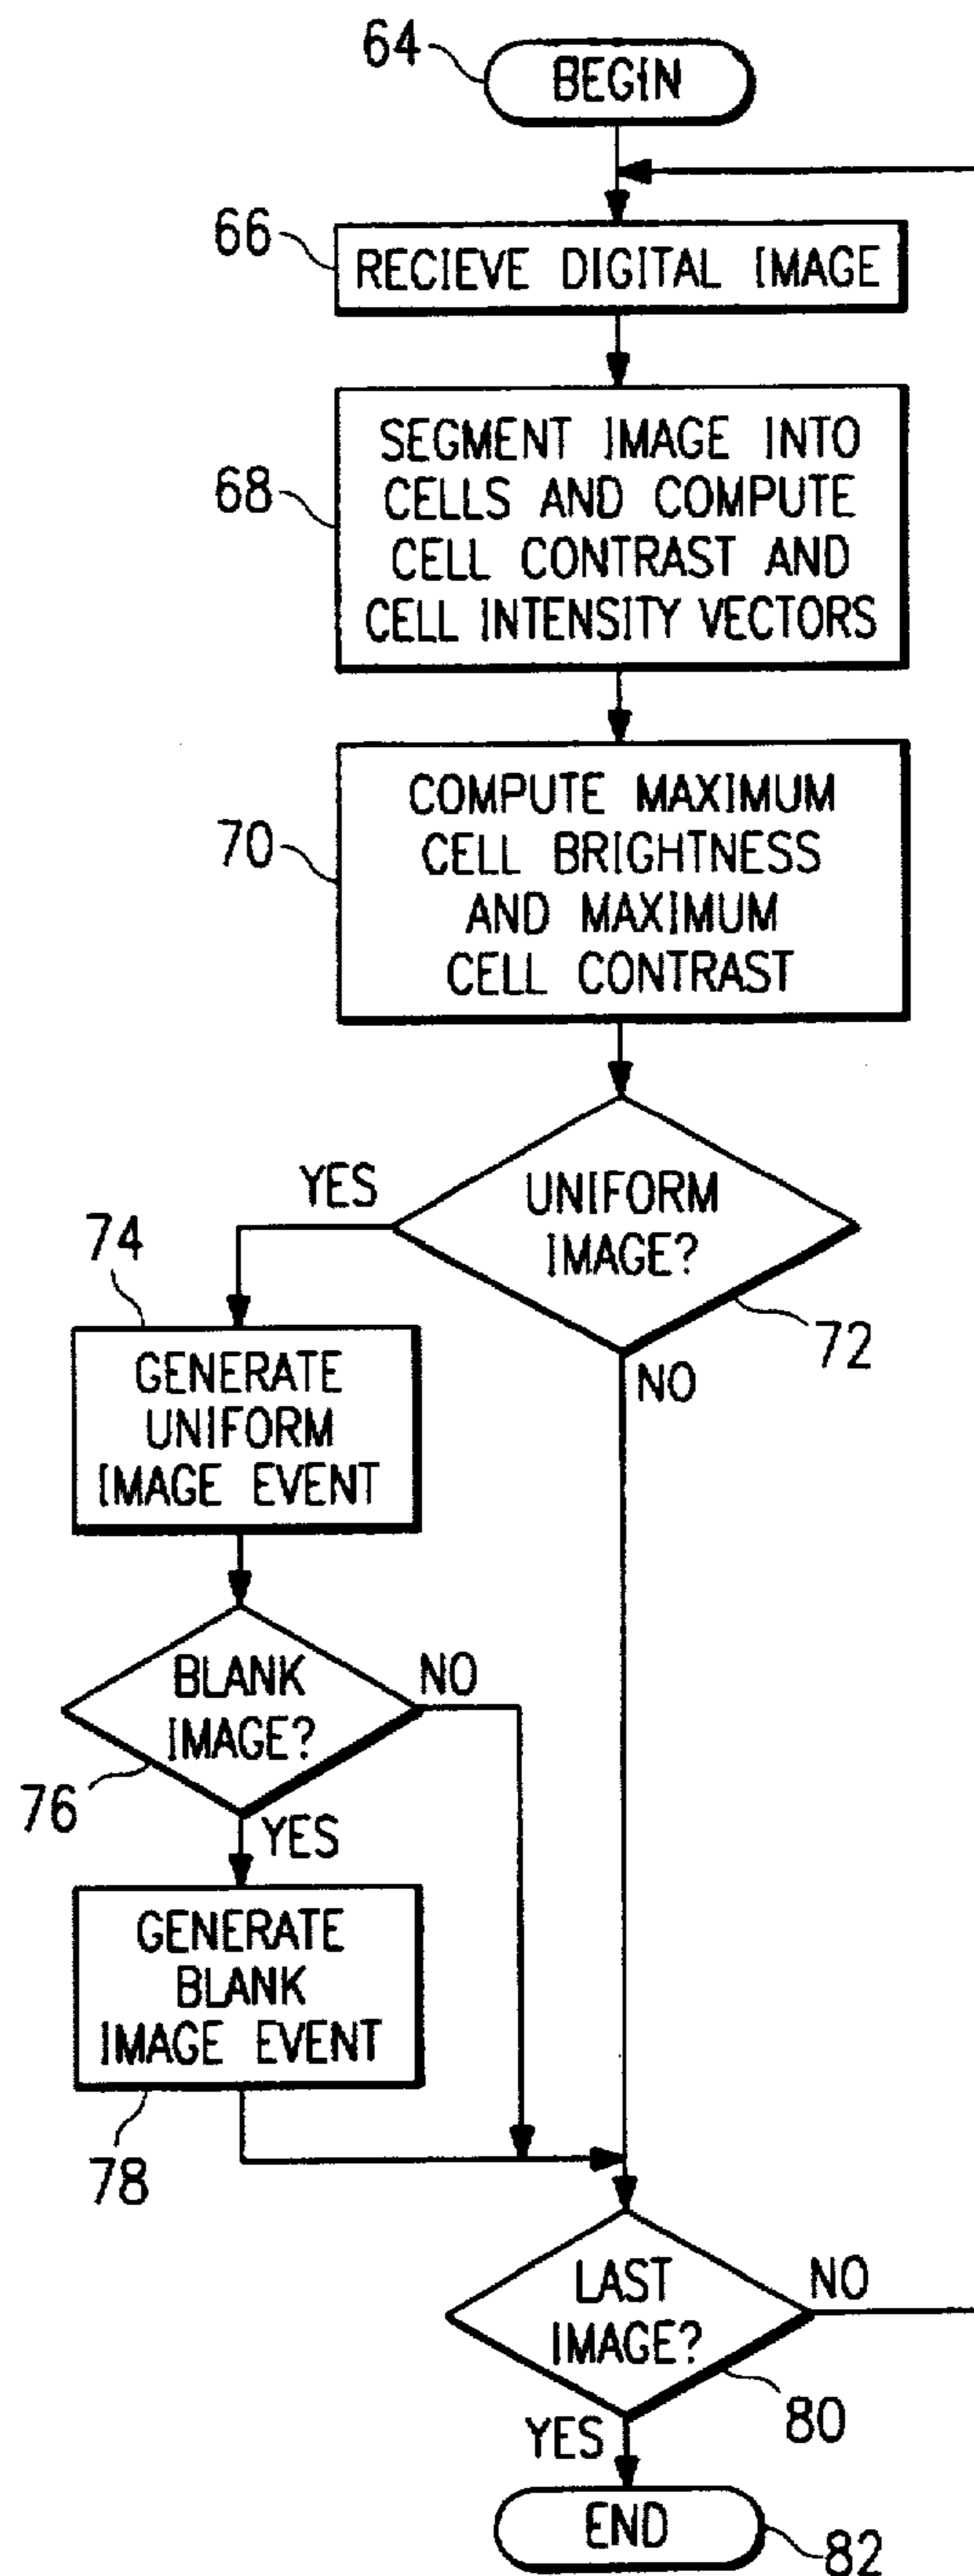 64
BEGIN
66
RECIEVE DIGITAL IMAGE
68
SEGMENT IMAGE INTO
CELLS AND COMPUTE
CELL CONTRAST AND
CELL INTENSITY VECTORS
70
COMPUTE MAXIMUM
CELL BRIGHTNESS
AND MAXIMUM
CELL CONTRAST
YES
UNIFORM
IMAGE?
72
NO
74
GENERATE
UNIFORM
IMAGE EVENT
BLANK
IMAGE?
NO
76
YES
GENERATE
BLANK
IMAGE EVENT
78
LAST
IMAGE?
NO
80
YES
END
82